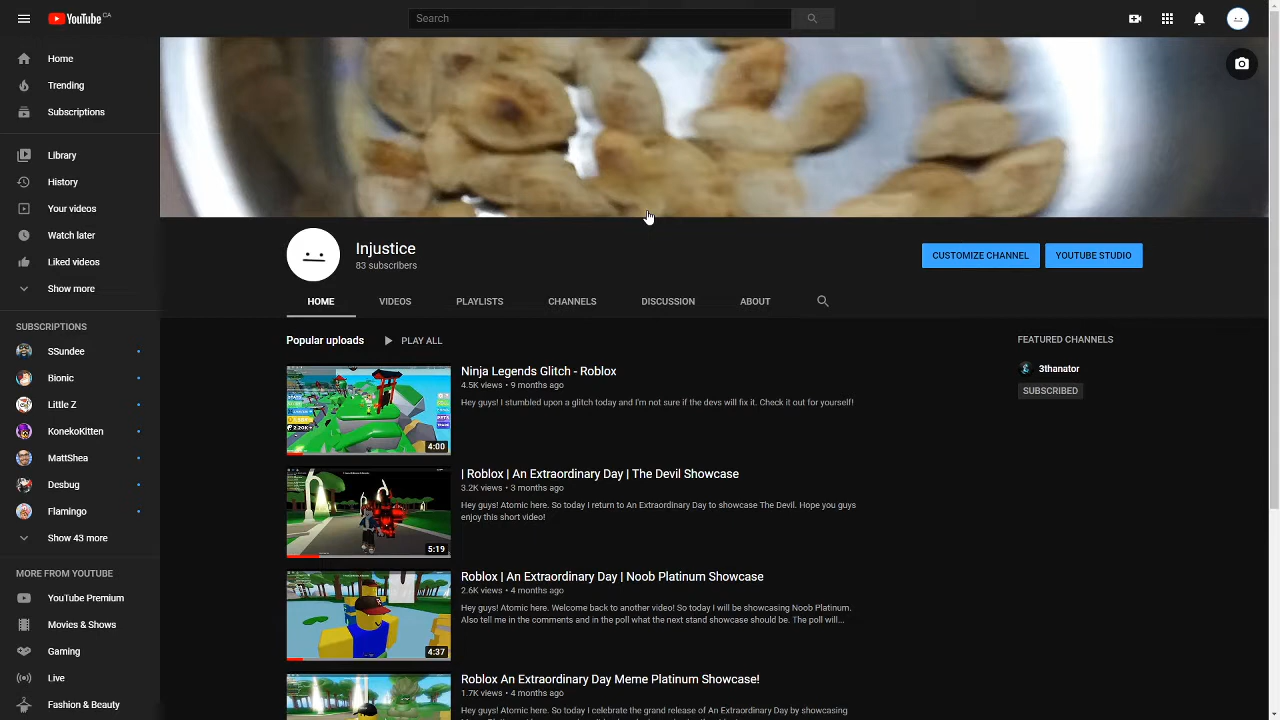 YouTube CA
Search
Home
Trending
Subscriptions
Library
History
Your videos
Watch later
Liked videos
Show more
SUBSCRIPTIONS
SSundee
Bionic
Little Z
KonekoKitten
MattShea
Desbug
Flamingo
Show 43 more
MORE FROM YOUTUBE
YouTube Premium
Movies & Shows
Gaming
Live
Fashion & Beauty
Injustice
83 subscribers
CUSTOMIZE CHANNEL
YOUTUBE STUDIO
HOME VIDEOS PLAYLISTS CHANNELS DISCUSSION ABOUT
Popular uploads PLAY ALL
4:00
Ninja Legends Glitch - Roblox
4.5K views • 9 months ago
Hey guys! I stumbled upon a glitch today and I'm not sure if the devs will fix it. Check it out for yourself!
5:19
| Roblox | An Extraordinary Day | The Devil Showcase
3.2K views • 3 months ago
Hey guys! Atomic here. So today I return to An Extraordinary Day to showcase The Devil. Hope you
enjoy this short video!
4:37
Roblox | An Extraordinary Day | Noob Platinum Showcase
2.6K views • 4 months ago
Hey guys! Atomic here. Welcome back to another video! So today I will be showcasing Noob Platinum.
Also tell me in the comments and in the poll what the next stand showcase should be. The poll will...
Roblox An Extraordinary Day Meme Platinum Showcase!
1.7K views • 4 months ago
Hey guys! Atomic here. So today I celebrate the grand release of An Extraordinary Day by showcasing
FEATURED CHANNELS
3thanator
SUBSCRIBED